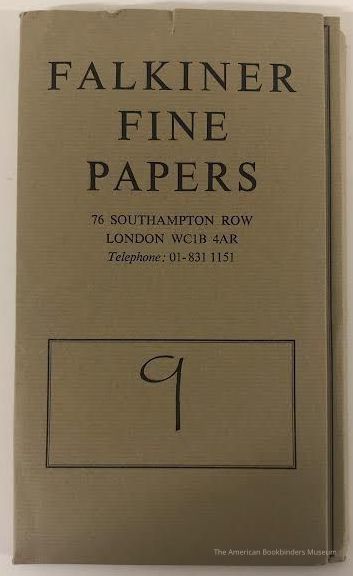 FALKINER
FINE
PAPERS
76 SOUTHAMPTON ROW
LONDON WC1B 4AR
Telephone: 01-831 1151
9
The American Bookbinders Museum